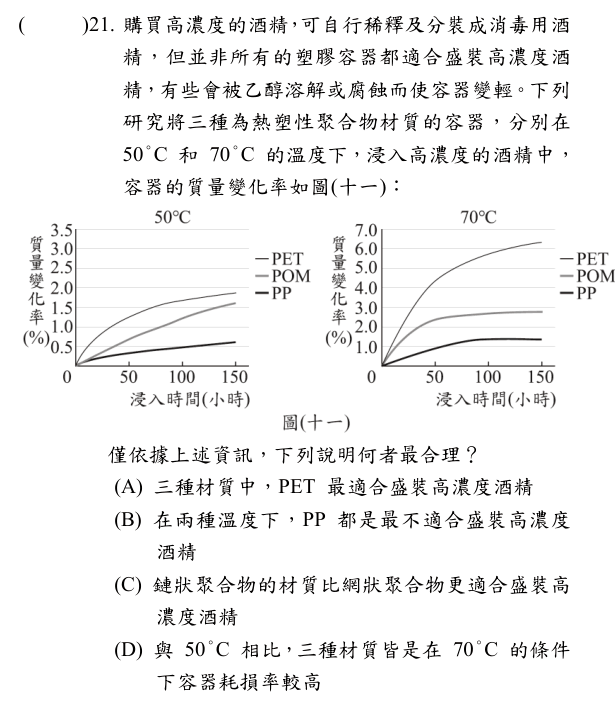 (　　)21. 購買高濃度的酒精，可自行稀釋及分裝成消毒用酒
精，但並非所有的塑膠容器都適合盛裝高濃度酒
精，有些會被乙醇溶解或腐蝕而使容器變輕。下列
研究將三種為熱塑性聚合物材質的容器，分別在
50°C 和 70°C 的溫度下，浸入高濃度的酒精中，
容器的質量變化率如圖(十一)：
50°C
質量變化率(%)
3.5
3.0
2.5
2.0
1.5
1.0
0.5
0 50 100 150
浸入時間(小時)
PET
POM
PP
70°C
質量變化率(%)
7.0
6.0
5.0
4.0
3.0
2.0
1.0
0 50 100 150
浸入時間(小時)
PET
POM
PP
圖(十一)
僅依據上述資訊，下列說明何者最合理？
(A) 三種材質中，PET 最適合盛裝高濃度酒精
(B) 在兩種溫度下，PP 都是最不適合盛裝高濃度
酒精
(C) 鏈狀聚合物的材質比網狀聚合物更適合盛裝高
濃度酒精
(D) 與 50°C 相比，三種材質皆是在 70°C 的條件
下容器耗損率較高